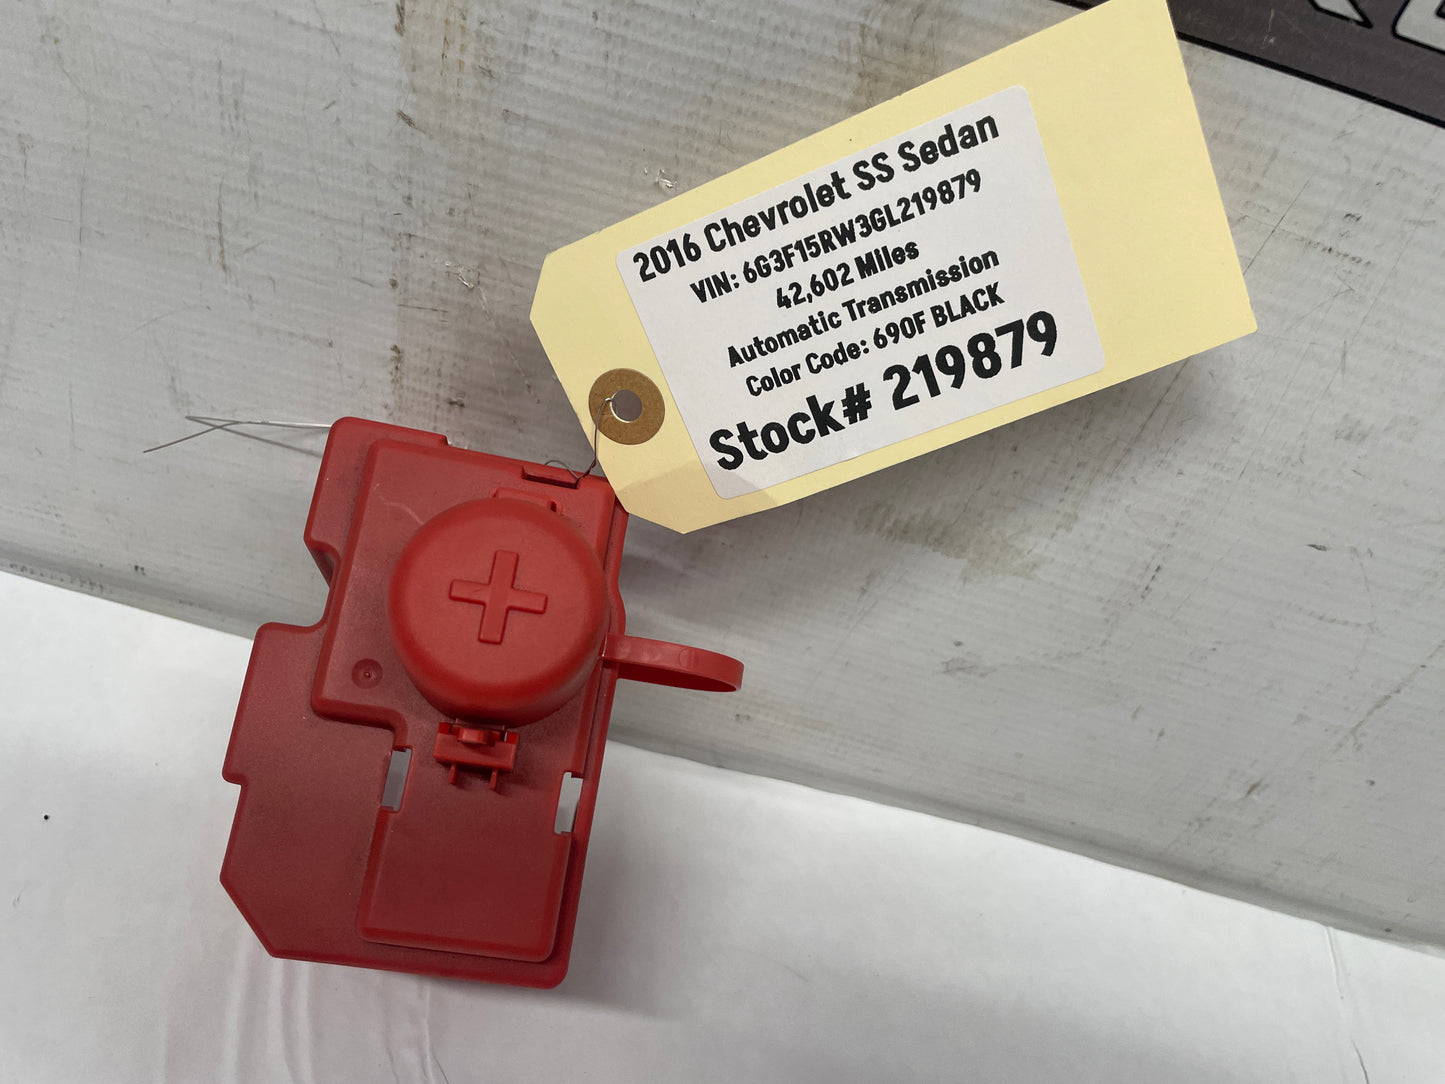 2016 Chevrolet SS Sedan
VIN: 6G3F15RW3GL219879
42,602 Miles
Automatic Transmission
Color Code: 690F BLACK
Stock# 219879